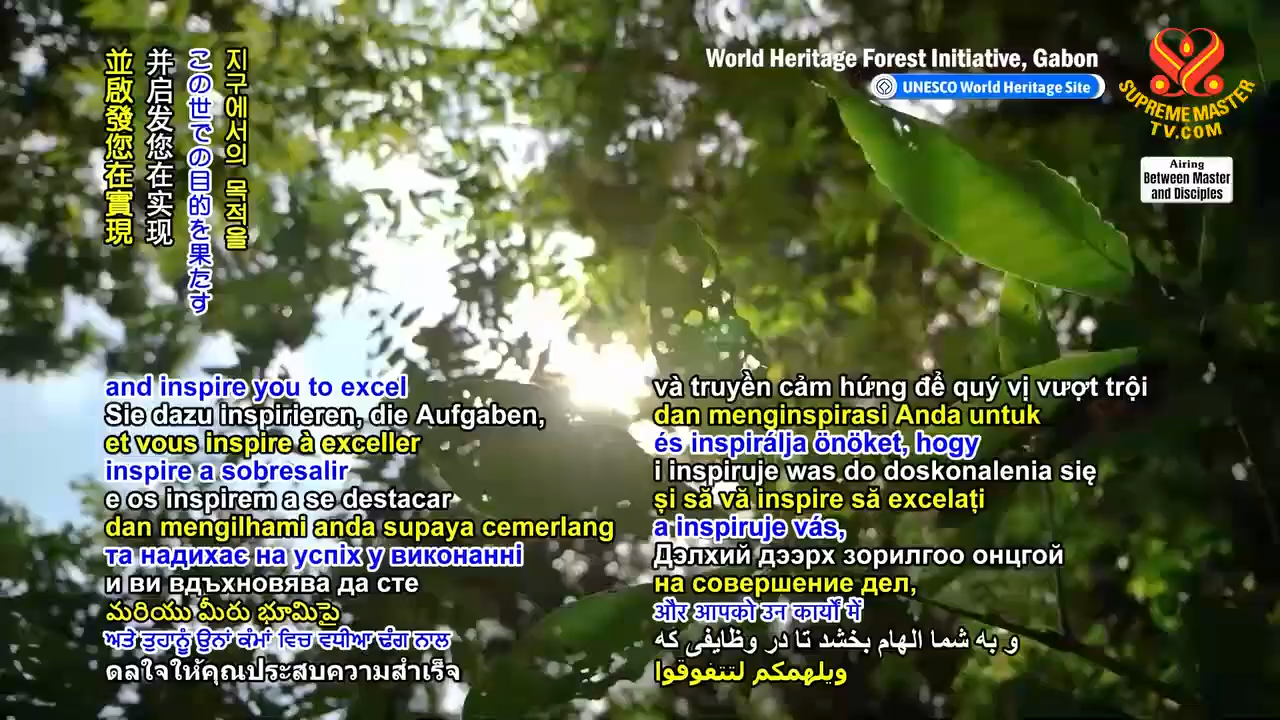 World Heritage Forest Initiative, Gabon
UNESCO World Heritage Site
SUPREME MASTER
TV.COM
Airing
Between Master
and Disciples
지구에서의 목적을
この世での目的を果たす
并启发您在实现
並啟發您在實現
and inspire you to excel
Sie dazu inspirieren, die Aufgaben,
et vous inspire à exceller
inspire a sobresalir
e os inspirem a se destacar
dan mengilhami anda supaya cemerlang
та надихає на успіх у виконанні
и ви вдъхновява да сте
మరియు మీరు భూమిపై
ਅਤੇ ਤੁਹਾਨੂੰ ਉਨਾਂ ਕੰਮਾਂ ਵਿਚ ਵਧੀਆ ਢੰਗ ਨਾਲ
ดลใจให้คุณประสบความสำเร็จ
và truyền cảm hứng để quý vị vượt trội
dan menginspirasi Anda untuk
és inspirálja önöket, hogy
i inspiruje was do doskonalenia się
și să vă inspire să excelați
a inspiruje vás,
Дэлхий дээрх зорилгоо онцгой
на совершение дел,
और आपको उन कार्यों में
و به شما الهام بخشد تا در وظایفی که
ويلهمكم لتتفوقوا